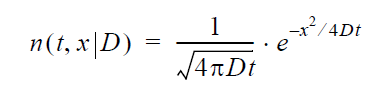 n(t, x|D) = 1/√(4πDt) · e^(-x²/4Dt)